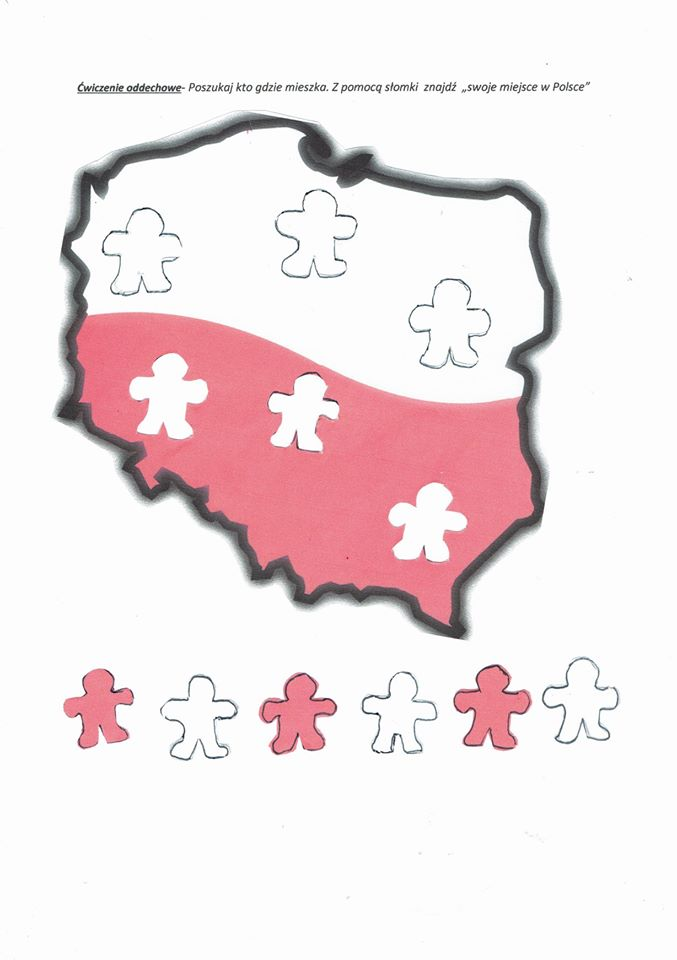 Ćwiczenie oddechowe- Poszukaj kto gdzie mieszka. Z pomocą słomki znajdź „swoje miejsce w Polsce”